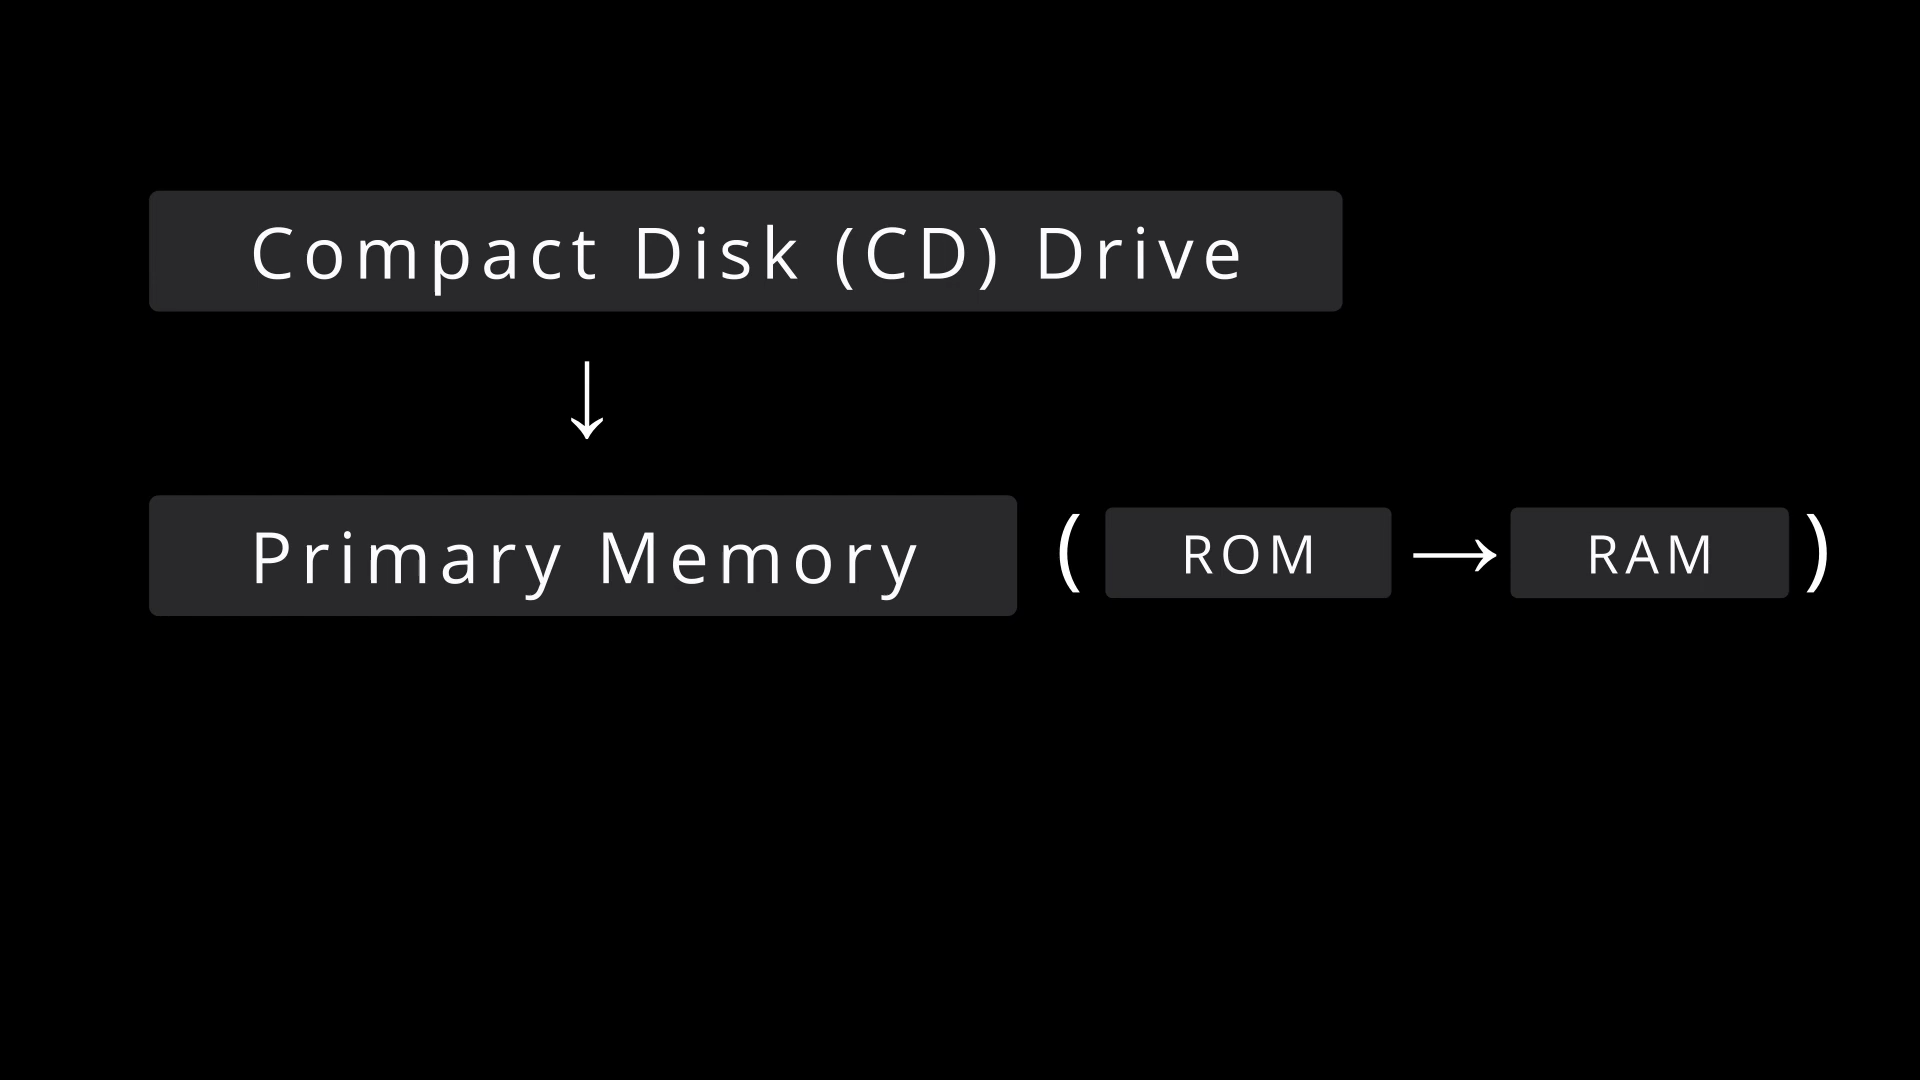 Compact Disk (CD) Drive
↓
Primary Memory ( ROM → RAM )